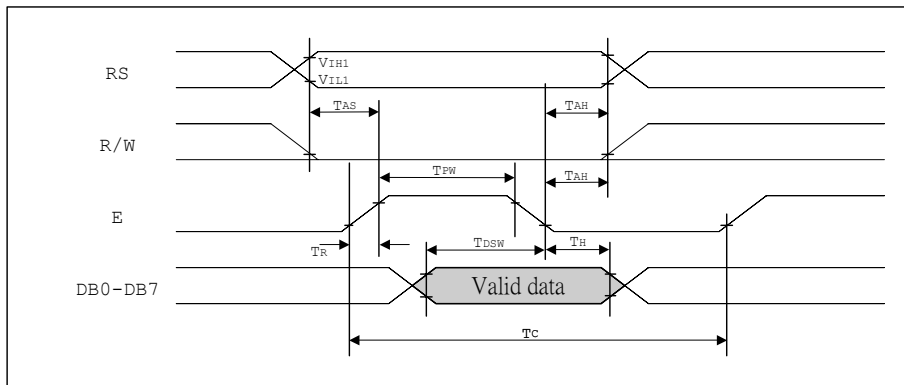 RS
VIH1
VIL1
TAS
TAH
R/W
TPW
TAH
E
TR
TDSW
TH
DB0-DB7
Valid data
TC